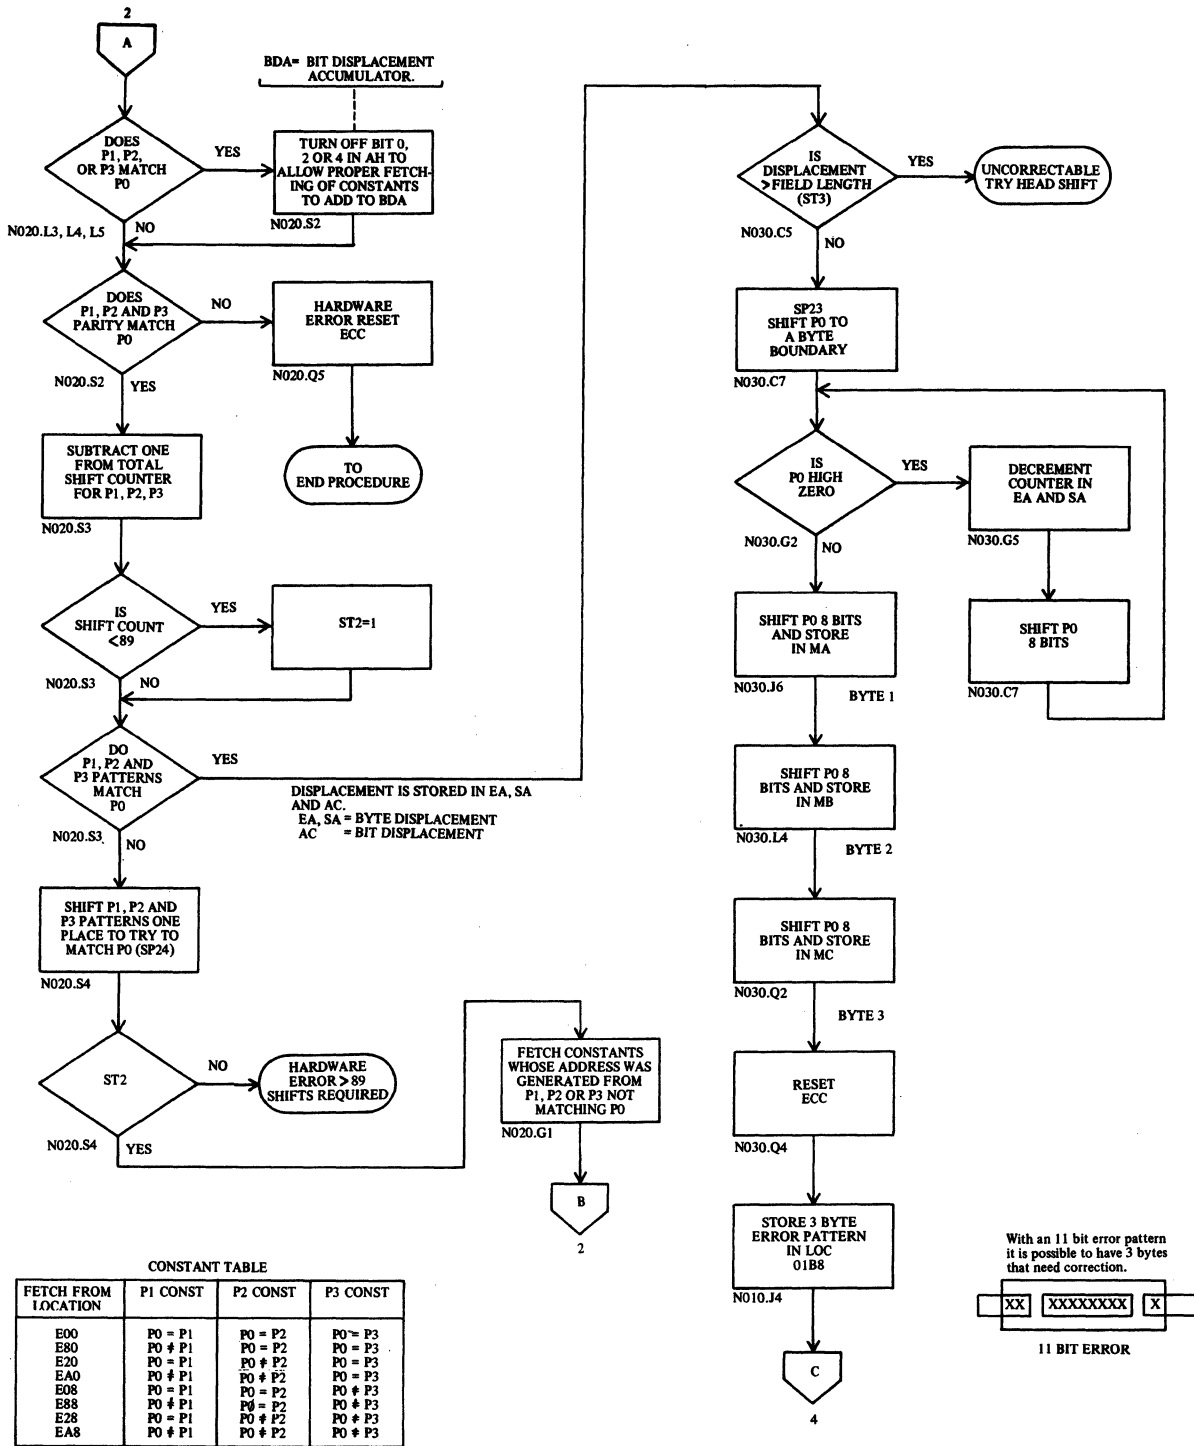 2
A
BDA= BIT DISPLACEMENT
ACCUMULATOR.
DOES
P1, P2,
OR P3 MATCH
P0
YES
TURN OFF BIT 0,
2 OR 4 IN AH TO
ALLOW PROPER FETCH-
ING OF CONSTANTS
TO ADD TO BDA
N020.S2
N020.L3, L4, L5
NO
DOES
P1, P2 AND P3
PARITY MATCH
P0
NO
HARDWARE
ERROR RESET
ECC
N020.Q5
N020.S2
YES
TO
END PROCEDURE
SUBTRACT ONE
FROM TOTAL
SHIFT COUNTER
FOR P1, P2, P3
N020.S3
IS
SHIFT COUNT
<89
YES
ST2=1
N020.S3
NO
DO
P1, P2 AND
P3 PATTERNS
MATCH
P0
YES
DISPLACEMENT IS STORED IN EA, SA
AND AC.
EA, SA = BYTE DISPLACEMENT
AC = BIT DISPLACEMENT
N020.S3
NO
SHIFT P1, P2 AND
P3 PATTERNS ONE
PLACE TO TRY TO
MATCH P0 (SP24)
N020.S4
ST2
NO
HARDWARE
ERROR > 89
SHIFTS REQUIRED
N020.S4
YES
FETCH CONSTANTS
WHOSE ADDRESS WAS
GENERATED FROM
P1, P2 OR P3 NOT
MATCHING P0
N020.G1
B
2
IS
DISPLACEMENT
>FIELD LENGTH
(ST3)
YES
UNCORRECTABLE
TRY HEAD SHIFT
N030.C5
NO
SP23
SHIFT P0 TO
A BYTE
BOUNDARY
N030.C7
IS
P0 HIGH
ZERO
YES
DECREMENT
COUNTER IN
EA AND SA
N030.G5
N030.G2
NO
SHIFT P0
8 BITS
N030.C7
SHIFT P0 8 BITS
AND STORE
IN MA
N030.J6
BYTE 1
SHIFT P0 8
BITS AND STORE
IN MB
N030.L4
BYTE 2
SHIFT P0 8
BITS AND STORE
IN MC
N030.Q2
BYTE 3
RESET
ECC
N030.Q4
STORE 3 BYTE
ERROR PATTERN
IN LOC
01B8
N010.J4
C
4
With an 11 bit error pattern
it is possible to have 3 bytes
that need correction.
XX XXXXXXXX X
11 BIT ERROR
CONSTANT TABLE
FETCH FROM LOCATION P1 CONST P2 CONST P3 CONST
E00 P0 = P1 P0 = P2 P0 = P3
E80 P0 ≠ P1 P0 = P2 P0 = P3
E20 P0 = P1 P0 ≠ P2 P0 = P3
EA0 P0 ≠ P1 P0 ≠ P2 P0 = P3
E08 P0 = P1 P0 = P2 P0 ≠ P3
E88 P0 ≠ P1 PØ = P2 P0 ≠ P3
E28 P0 = P1 P0 ≠ P2 P0 ≠ P3
EA8 P0 ≠ P1 P0 ≠ P2 P0 ≠ P3